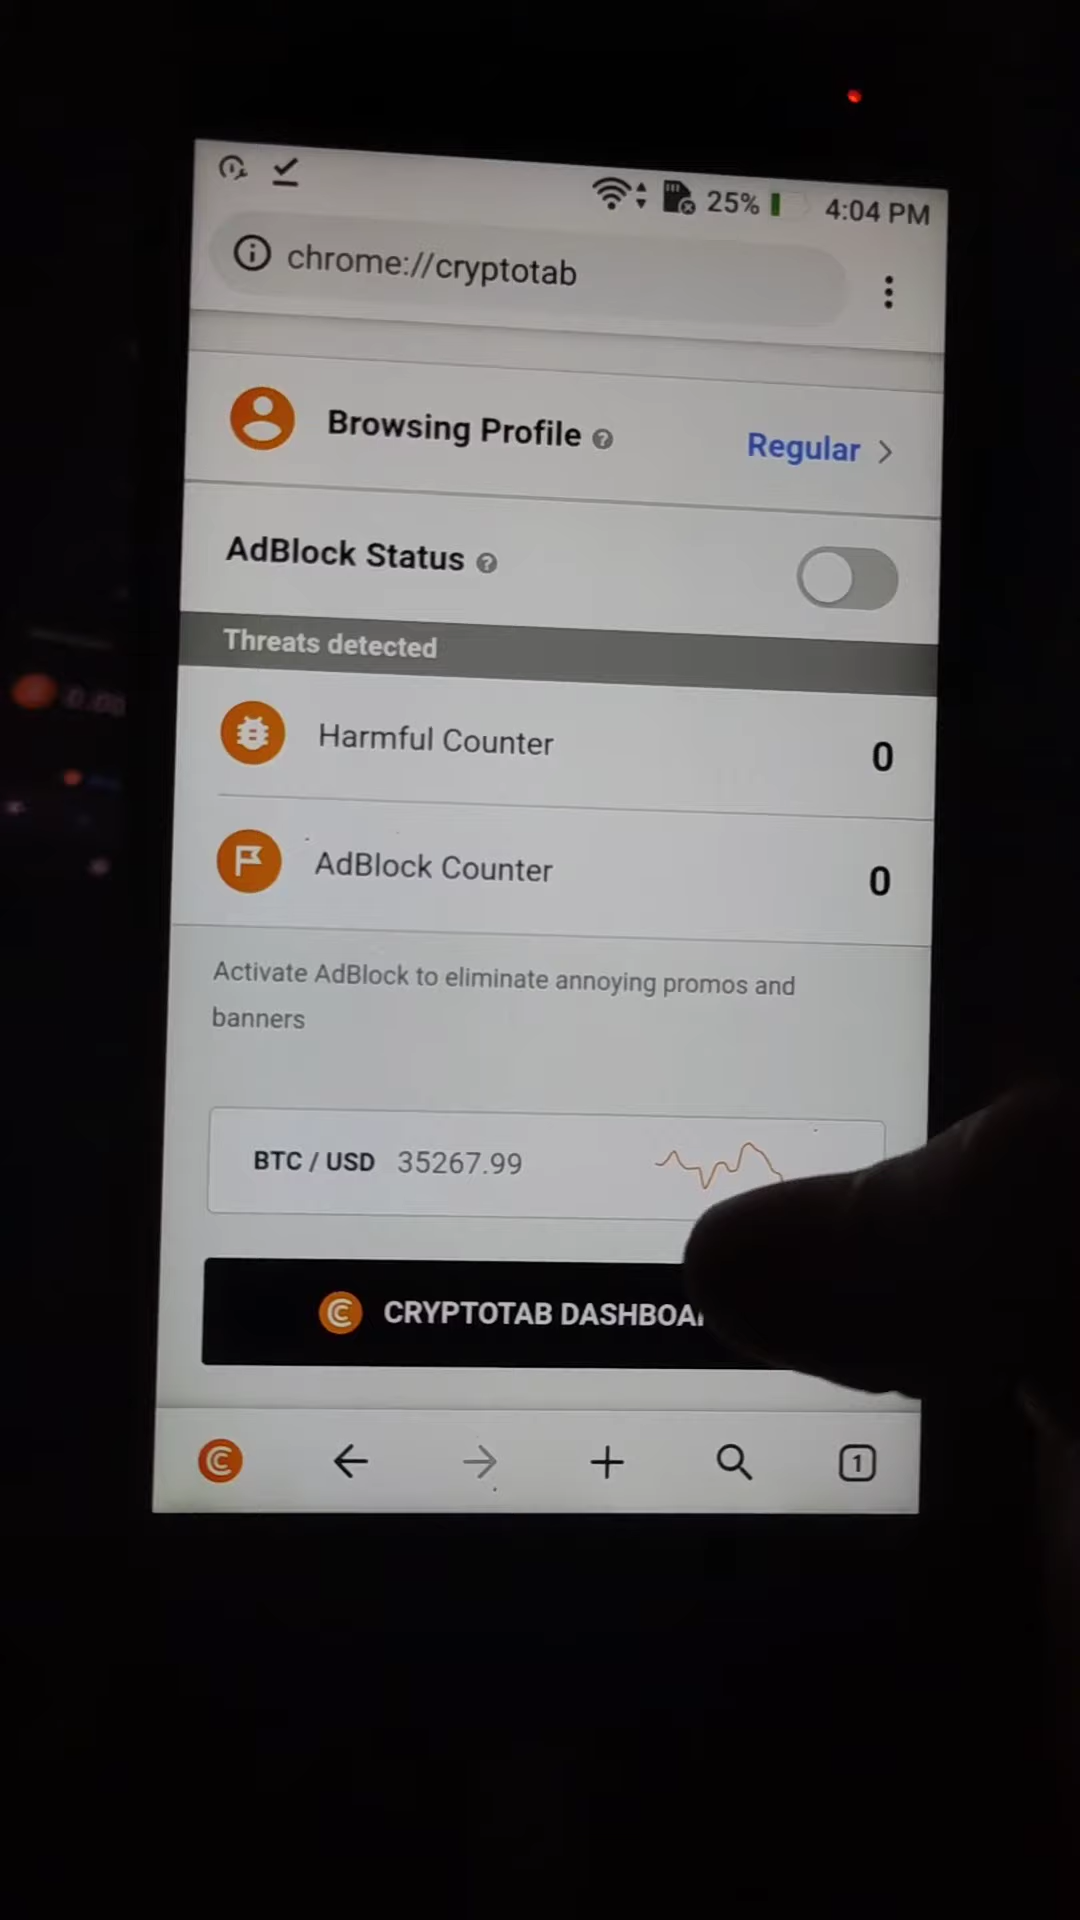 25% 4:04 PM
chrome://cryptotab
Browsing Profile Regular
AdBlock Status
Threats detected
Harmful Counter 0
AdBlock Counter 0
Activate AdBlock to eliminate annoying promos and
banners
BTC / USD 35267.99
CRYPTOTAB
1